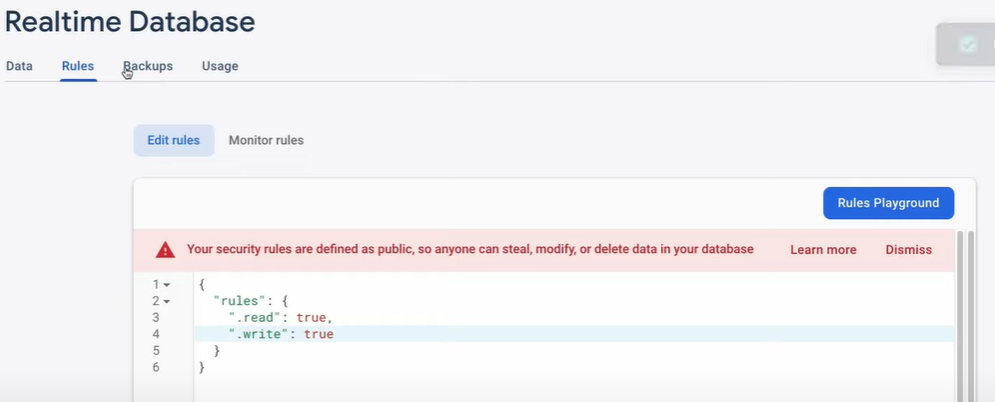 Realtime Database
Data Rules Backups Usage
Edit rules Monitor rules
Rules Playground
Your security rules are defined as public, so anyone can steal, modify, or delete data in your database Learn more Dismiss
1 {
2 "rules": {
3 ".read": true,
4 ".write": true
5 }
6 }